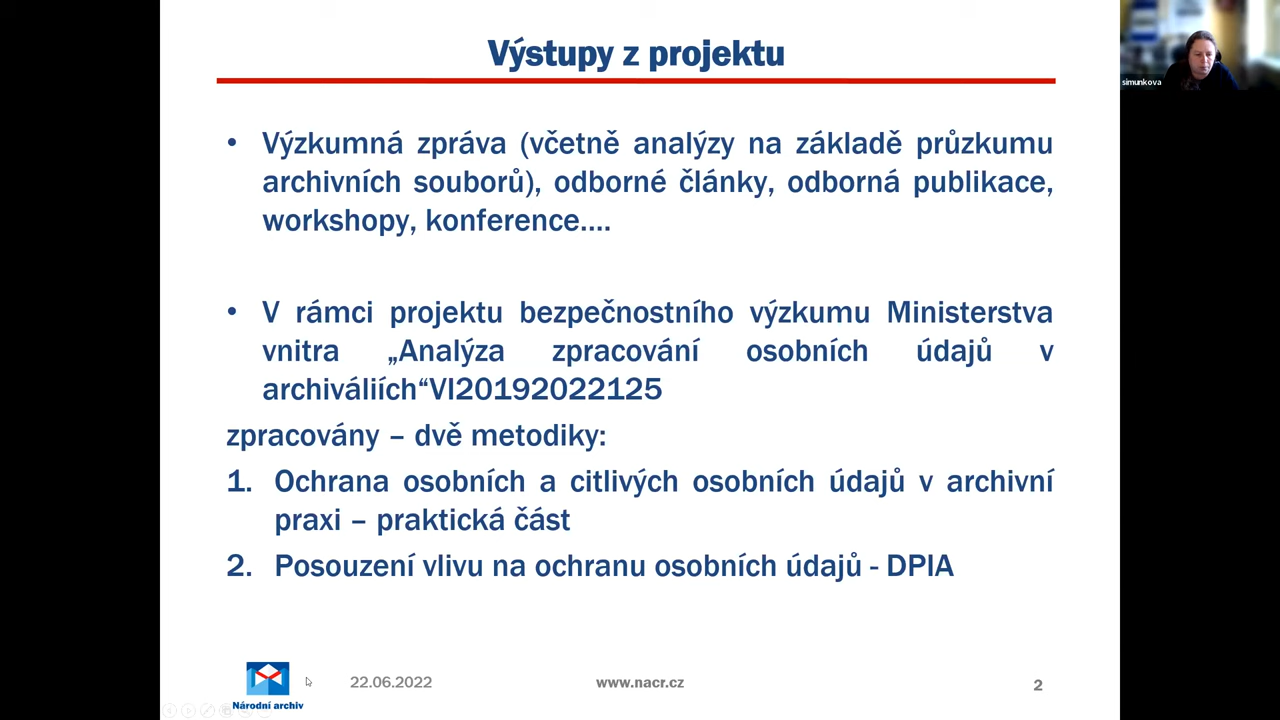 Výstupy z projektu
simunkova
• Výzkumná zpráva (včetně analýzy na základě průzkumu
archivních souborů), odborné články, odborná publikace,
workshopy, konference....
• V rámci projektu bezpečnostního výzkumu Ministerstva
vnitra „Analýza zpracování osobních údajů v
archiváliích“VI20192022125
zpracovány – dvě metodiky:
1. Ochrana osobních a citlivých osobních údajů v archivní
praxi – praktická část
2. Posouzení vlivu na ochranu osobních údajů - DPIA
Národní archiv
22.06.2022
www.nacr.cz
2